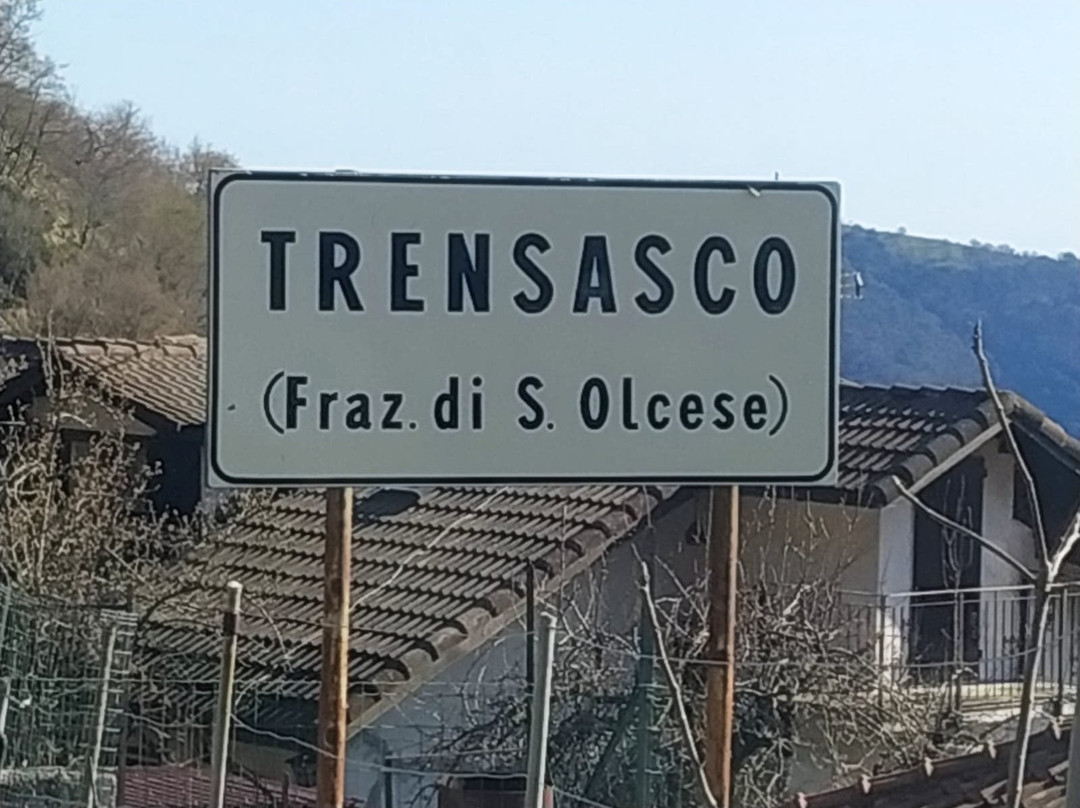 TRENSASCO
(Fraz. di S. Olcese)